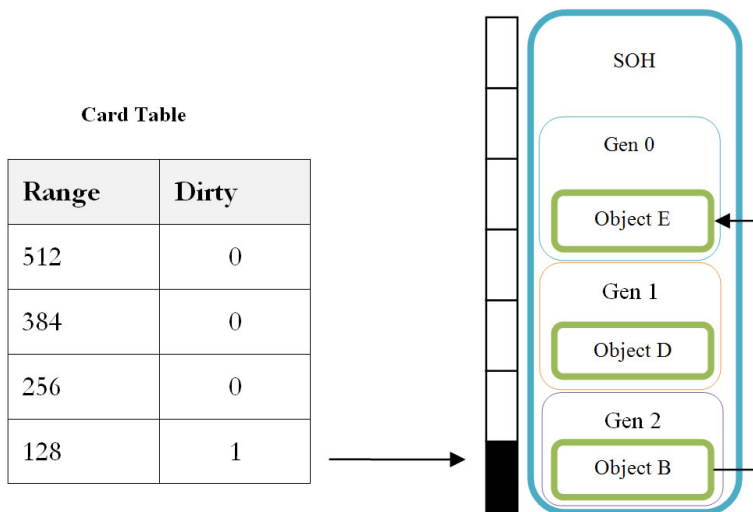 Card Table
Range Dirty
512 0
384 0
256 0
128 1
SOH
Gen 0
Object E
Gen 1
Object D
Gen 2
Object B